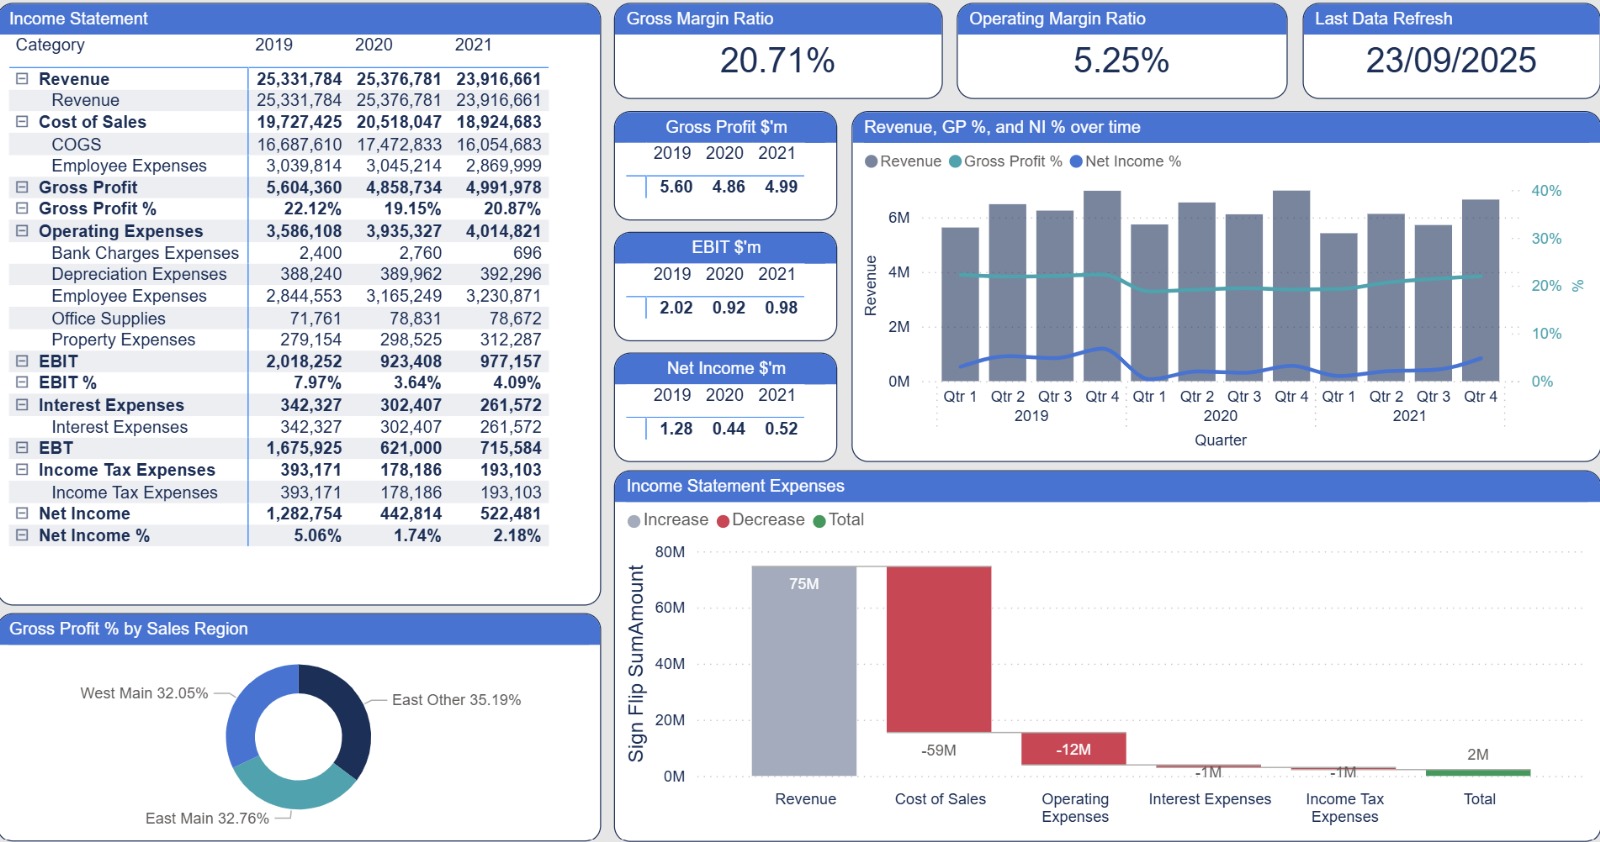 Income Statement
Category 2019 2020 2021
Revenue 25,331,784 25,376,781 23,916,661
Revenue 25,331,784 25,376,781 23,916,661
Cost of Sales 19,727,425 20,518,047 18,924,683
COGS 16,687,610 17,472,833 16,054,683
Employee Expenses 3,039,814 3,045,214 2,869,999
Gross Profit 5,604,360 4,858,734 4,991,978
Gross Profit % 22.12% 19.15% 20.87%
Operating Expenses 3,586,108 3,935,327 4,014,821
Bank Charges Expenses 2,400 2,760 696
Depreciation Expenses 388,240 389,962 392,296
Employee Expenses 2,844,553 3,165,249 3,230,871
Office Supplies 71,761 78,831 78,672
Property Expenses 279,154 298,525 312,287
EBIT 2,018,252 923,408 977,157
EBIT % 7.97% 3.64% 4.09%
Interest Expenses 342,327 302,407 261,572
Interest Expenses 342,327 302,407 261,572
EBT 1,675,925 621,000 715,584
Income Tax Expenses 393,171 178,186 193,103
Income Tax Expenses 393,171 178,186 193,103
Net Income 1,282,754 442,814 522,481
Net Income % 5.06% 1.74% 2.18%
Gross Profit % by Sales Region
West Main 32.05%
East Other 35.19%
East Main 32.76%
Gross Margin Ratio
20.71%
Operating Margin Ratio
5.25%
Last Data Refresh
23/09/2025
Gross Profit $'m
2019 2020 2021
5.60 4.86 4.99
EBIT $'m
2019 2020 2021
2.02 0.92 0.98
Net Income $'m
2019 2020 2021
1.28 0.44 0.52
Revenue, GP %, and NI % over time
Revenue Gross Profit % Net Income %
40%
6M
30%
4M
20%
2M
10%
0M
0%
Revenue
%
Qtr 1 Qtr 2 Qtr 3 Qtr 4 Qtr 1 Qtr 2 Qtr 3 Qtr 4 Qtr 1 Qtr 2 Qtr 3 Qtr 4
2019 2020 2021
Quarter
Income Statement Expenses
Increase Decrease Total
Sign Flip SumAmount
80M
60M
40M
20M
0M
75M
-59M
-12M
-1M
-1M
2M
Revenue
Cost of Sales
Operating
Expenses
Interest Expenses
Income Tax
Expenses
Total